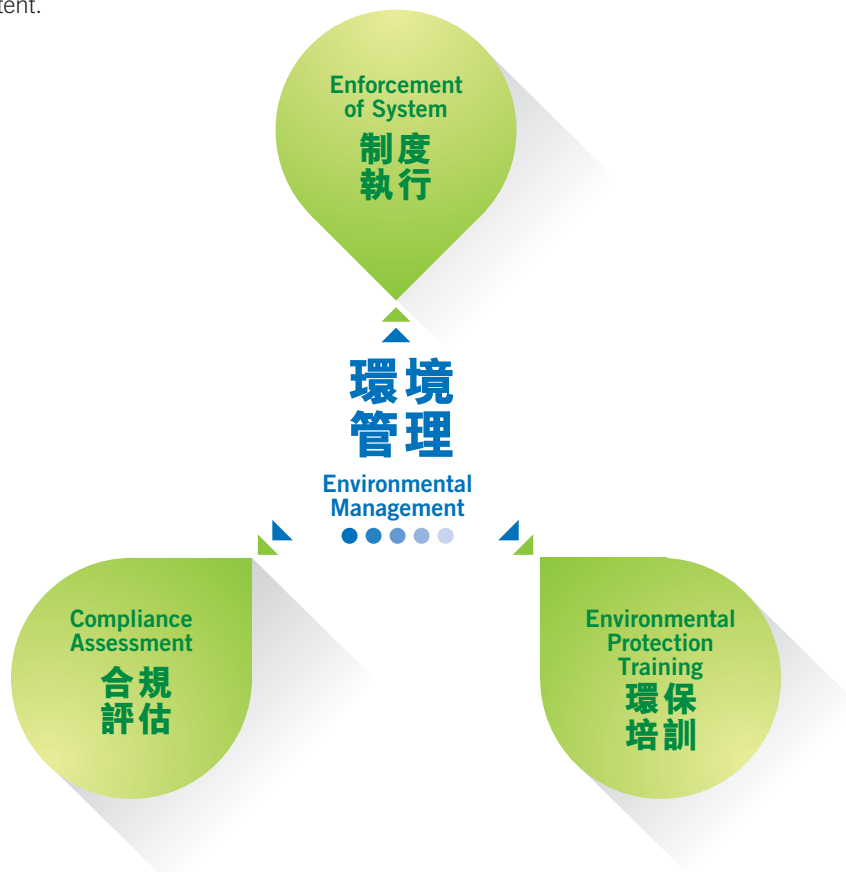 Enforcement
of System
制度
執行
環境
管理
Environmental
Management
Compliance
Assessment
合規
評估
Environmental
Protection
Training
環保
培訓